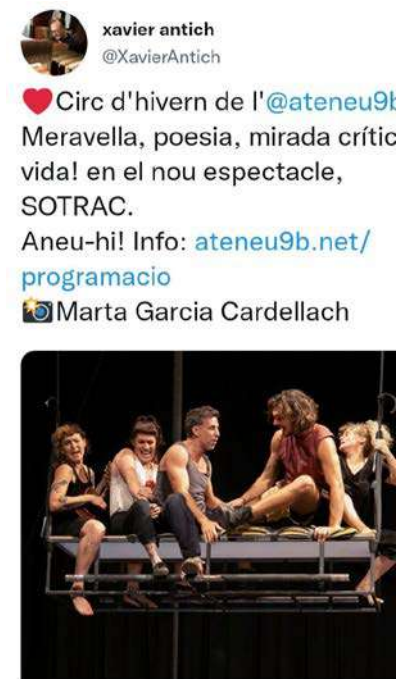 xavier antich
@XavierAntich
❤️Circ d'hivern de l'@ateneu9b
Meravella, poesia, mirada crític
vida! en el nou espectacle,
SOTRAC.
Aneu-hi! Info: ateneu9b.net/
programacio
📸Marta Garcia Cardellach